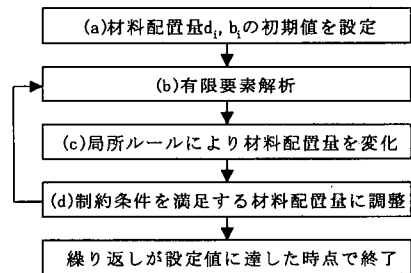 (a)材料配置量di, biの初期値を設定
(b)有限要素解析
(c)局所ルールにより材料配置量を変化
(d)制約条件を満足する材料配置量に調整
繰り返しが設定値に達した時点で終了